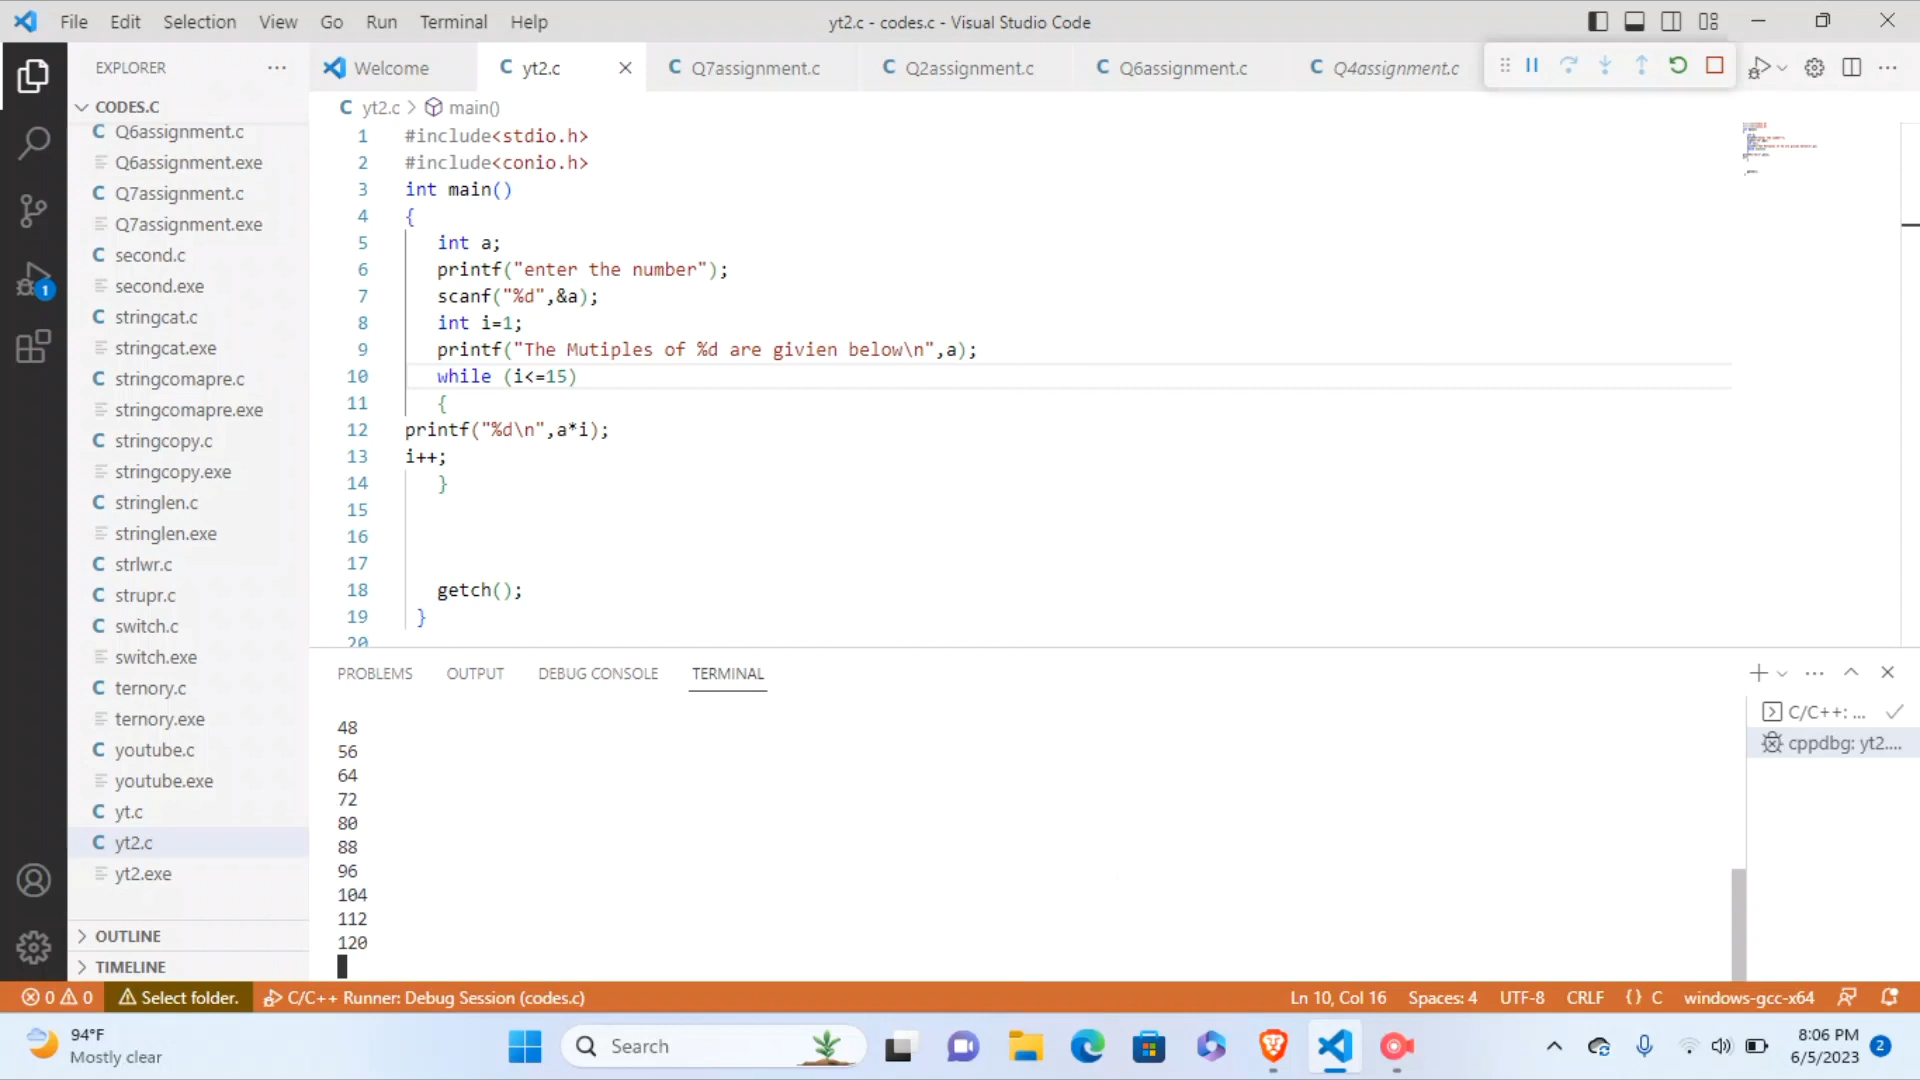 File Edit Selection View Go Run Terminal Help
yt2.c - codes.c - Visual Studio Code
EXPLORER
CODES.C
Q6assignment.c
Q6assignment.exe
Q7assignment.c
Q7assignment.exe
second.c
second.exe
stringcat.c
stringcat.exe
stringcomapre.c
stringcomapre.exe
stringcopy.c
stringcopy.exe
stringlen.c
stringlen.exe
strlwr.c
strupr.c
switch.c
switch.exe
ternory.c
ternory.exe
youtube.c
youtube.exe
yt.c
yt2.c
yt2.exe
OUTLINE
TIMELINE
1
Welcome C yt2.c C Q7assignment.c C Q2assignment.c C Q6assignment.c C Q4assignment.c
C yt2.c > main()
1 #include<stdio.h>
2 #include<conio.h>
3 int main()
4 {
5 int a;
6 printf("enter the number");
7 scanf("%d",&a);
8 int i=1;
9 printf("The Mutiples of %d are givien below\n",a);
10 while (i<=15)
11 {
12 printf("%d\n",a*i);
13 i++;
14 }
15
16
17
18 getch();
19 }
20
PROBLEMS OUTPUT DEBUG CONSOLE TERMINAL
48
56
64
72
80
88
96
104
112
120
C/C++: ...
cppdbg: yt2....
0 0 Select folder. C/C++ Runner: Debug Session (codes.c)
Ln 10, Col 16 Spaces: 4 UTF-8 CRLF {} C windows-gcc-x64
94°F
Mostly clear
Search
8:06 PM
6/5/2023
2